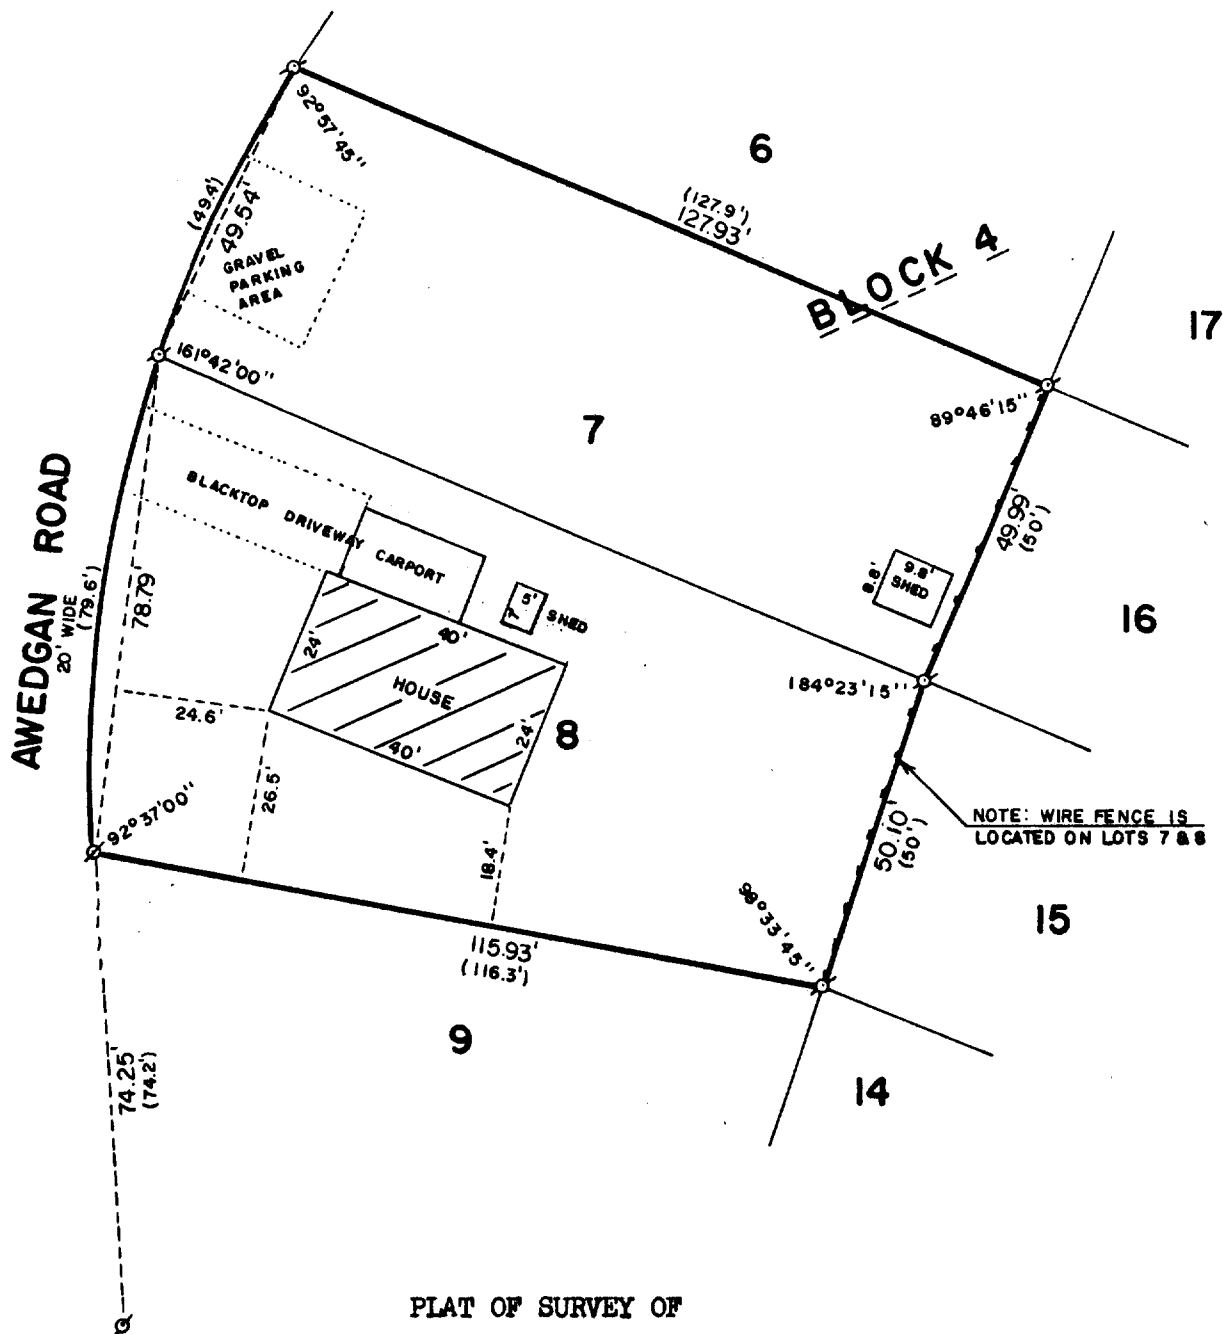 92°57'45"
6
(127.9')
127.93'
BLOCK 4
17
(49.4')
49.54'
GRAVEL
PARKING
AREA
161°42'00"
89°46'15"
7
AWEDGAN ROAD
20' WIDE
(79.6')
78.79'
BLACKTOP DRIVEWAY
CARPORT
7'
5'
SHED
8.8'
9.8'
SHED
49.99'
(50')
16
24'
40'
HOUSE
24'
40'
8
184°23'15"
24.6'
26.5'
18.4'
92°37'00"
NOTE: WIRE FENCE IS
LOCATED ON LOTS 7 & 8
50.10'
(50')
98°33'45"
15
115.93'
(116.3')
9
14
74.25'
(74.2')
PLAT OF SURVEY OF